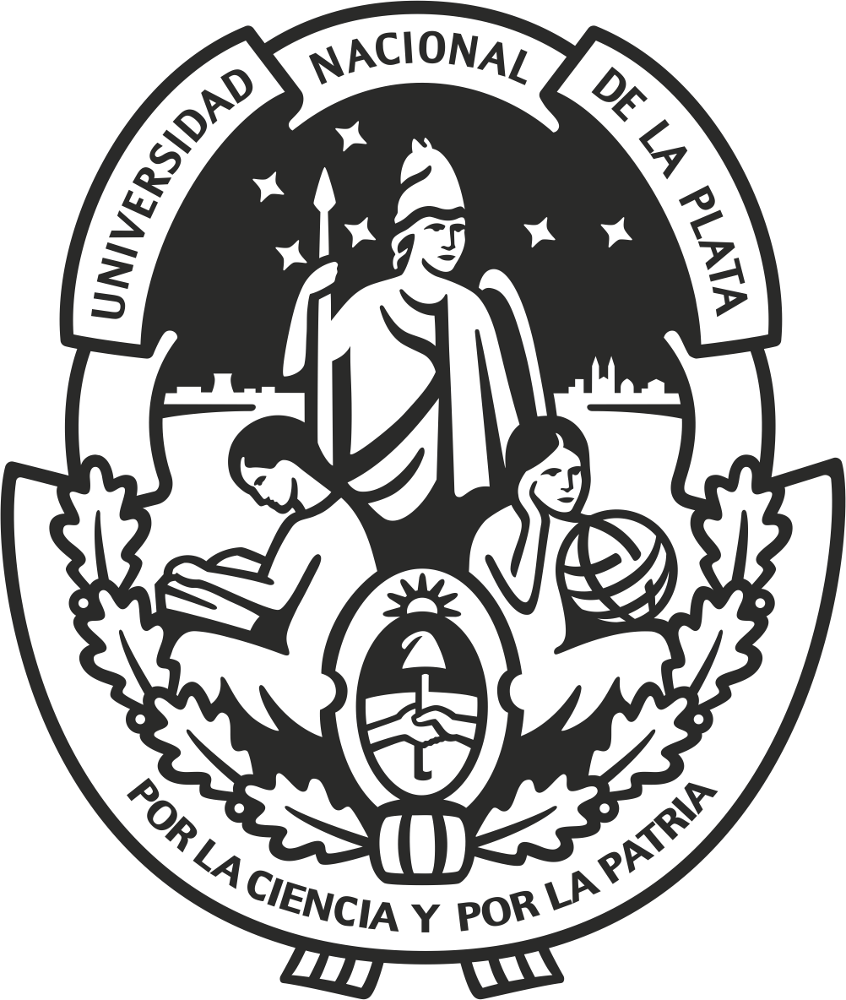 UNIVERSIDAD NACIONAL DE LA PLATA
POR LA CIENCIA Y POR LA PATRIA